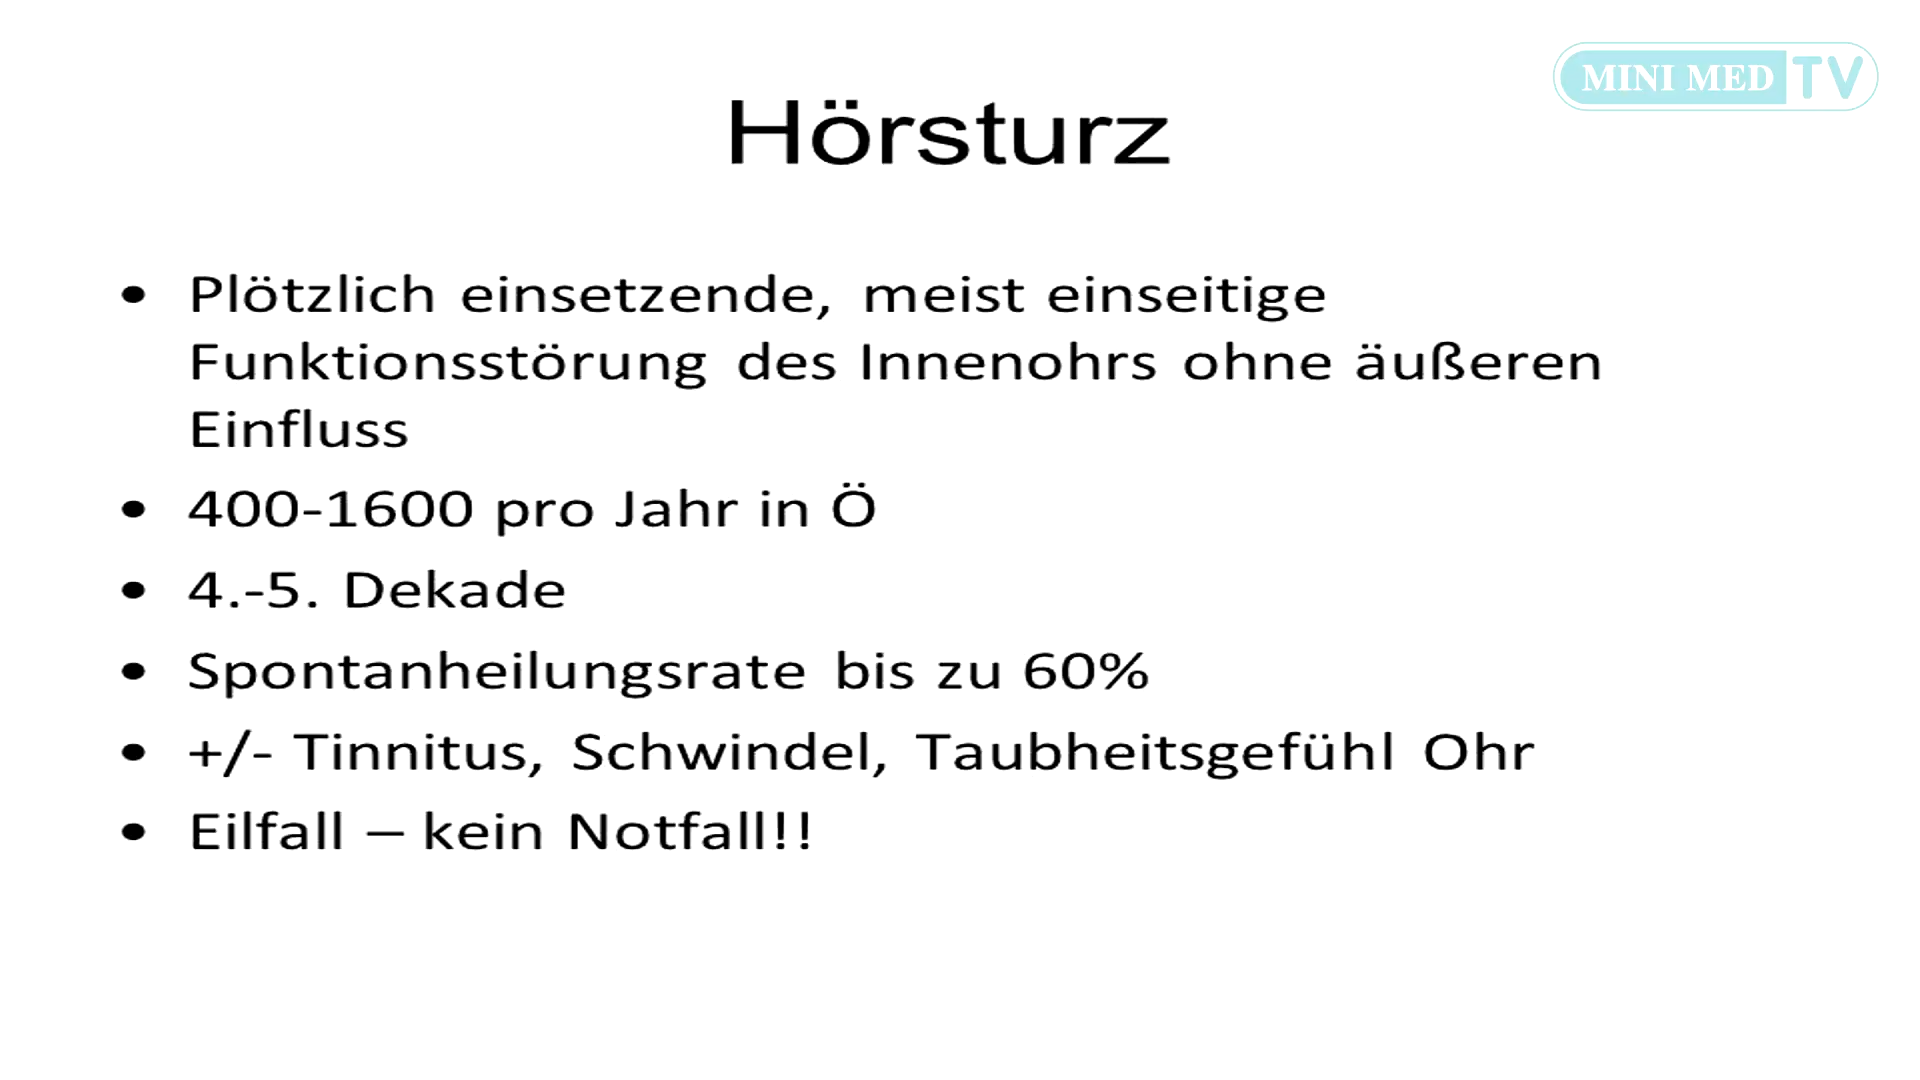 MINI MED TV
Hörsturz
• Plötzlich einsetzende, meist einseitige
Funktionsstörung des Innenohrs ohne äußeren
Einfluss
• 400-1600 pro Jahr in Ö
• 4.-5. Dekade
• Spontanheilungsrate bis zu 60%
• +/- Tinnitus, Schwindel, Taubheitsgefühl Ohr
• Eilfall – kein Notfall!!